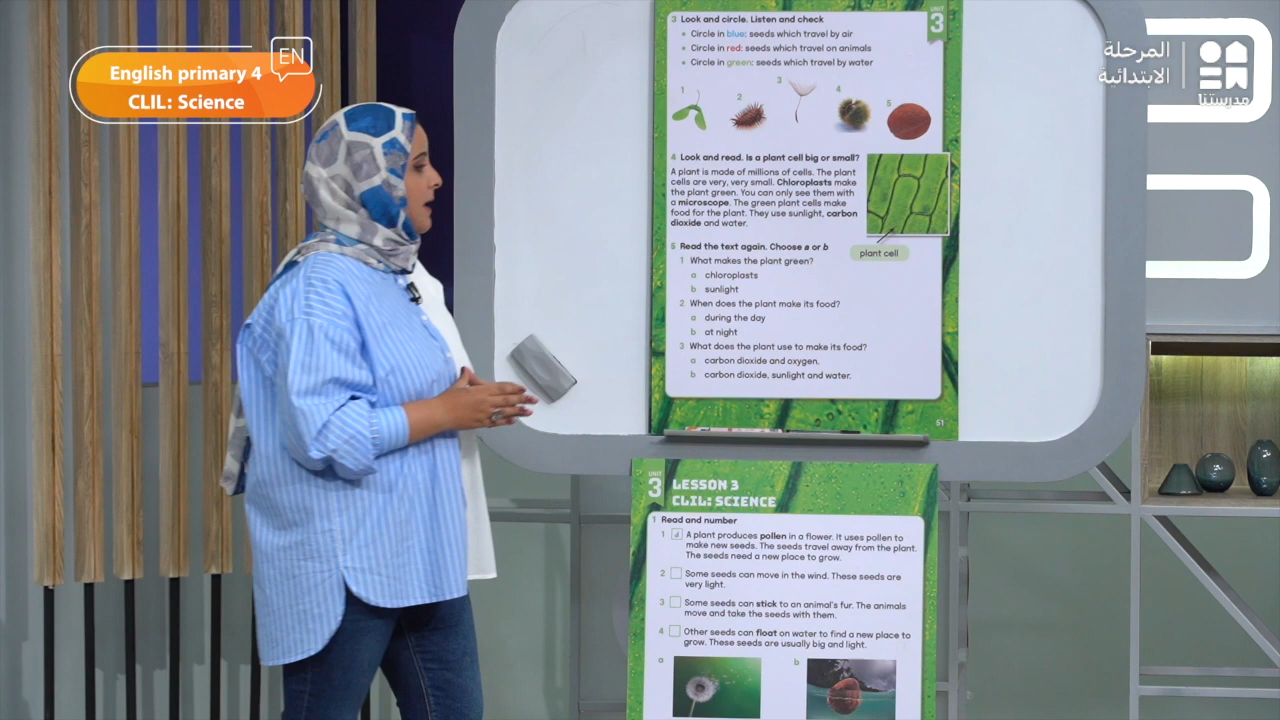 English primary 4
CLIL: Science
EN
المرحلة
الابتدائية
مدرستنا
UNIT
3
3 Look and circle. Listen and check
• Circle in blue: seeds which travel by air
• Circle in red: seeds which travel on animals
• Circle in green: seeds which travel by water
1
2
3
4
5
4 Look and read. Is a plant cell big or small?
A plant is made of millions of cells. The plant
cells are very, very small. Chloroplasts make
the plant green. You can only see them with
a microscope. The green plant cells make
food for the plant. They use sunlight, carbon
dioxide and water.
plant cell
5 Read the text again. Choose a or b
1 What makes the plant green?
a chloroplasts
b sunlight
2 When does the plant make its food?
a during the day
b at night
3 What does the plant use to make its food?
a carbon dioxide and oxygen.
b carbon dioxide, sunlight and water.
51
UNIT
3
LESSON 3
CLIL: SCIENCE
1 Read and number
1 d A plant produces pollen in a flower. It uses pollen to
make new seeds. The seeds travel away from the plant.
The seeds need a new place to grow.
2 Some seeds can move in the wind. These seeds are
very light.
3 Some seeds can stick to an animal's fur. The animals
move and take the seeds with them.
4 Other seeds can float on water to find a new place to
grow. These seeds are usually big and light.
a
b